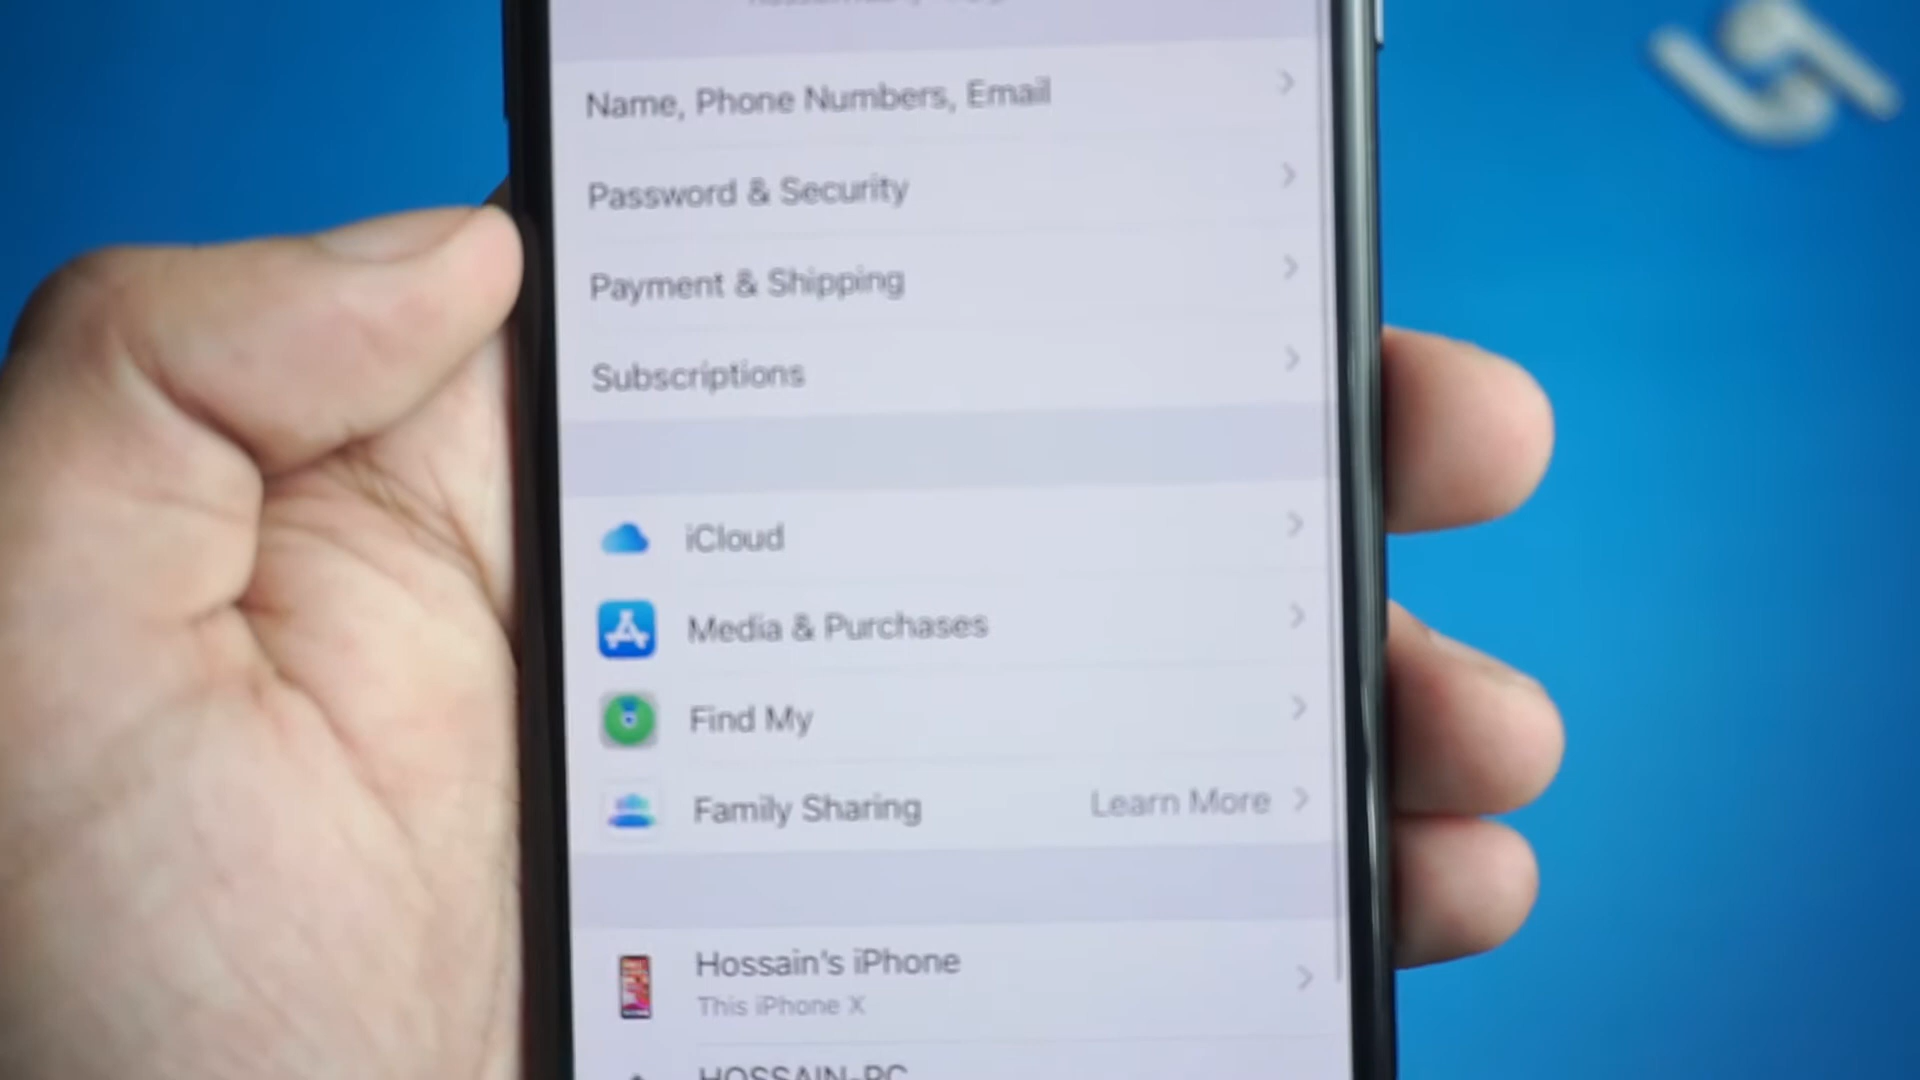 Name, Phone Numbers, Email
Password & Security
Payment & Shipping
Subscriptions
iCloud
Media & Purchases
Find My
Family Sharing Learn More
Hossain's iPhone
This iPhone X
HOSSAIN-PC